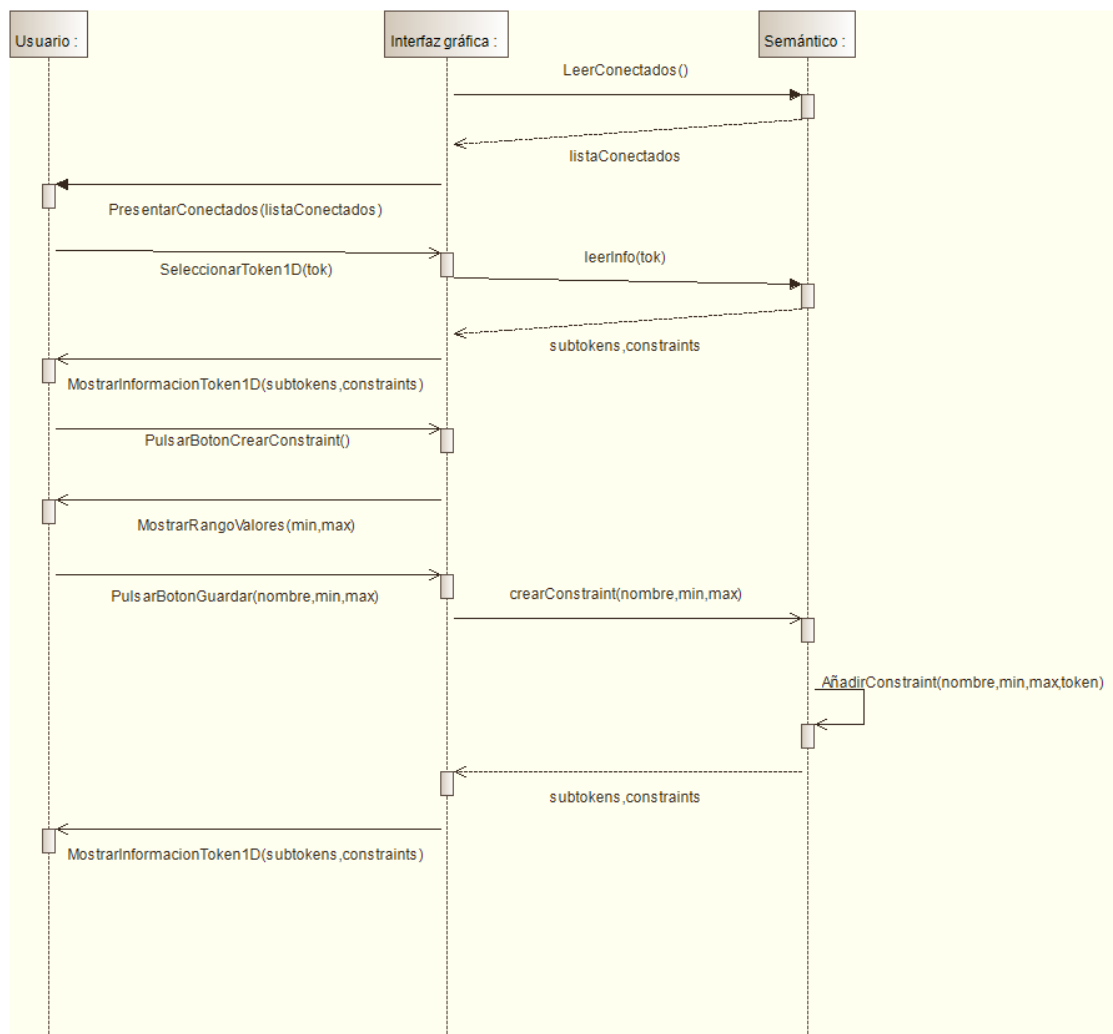 Usuario :
Interfaz gráfica :
Semántico :
LeerConectados()
listaConectados
PresentarConectados(listaConectados)
SeleccionarToken1D(tok)
leerInfo(tok)
subtokens,constraints
MostrarInformacionToken1D(subtokens,constraints)
PulsarBotonCrearConstraint()
MostrarRangoValores(min,max)
PulsarBotonGuardar(nombre,min,max)
crearConstraint(nombre,min,max)
AñadirConstraint(nombre,min,max,token)
subtokens,constraints
MostrarInformacionToken1D(subtokens,constraints)